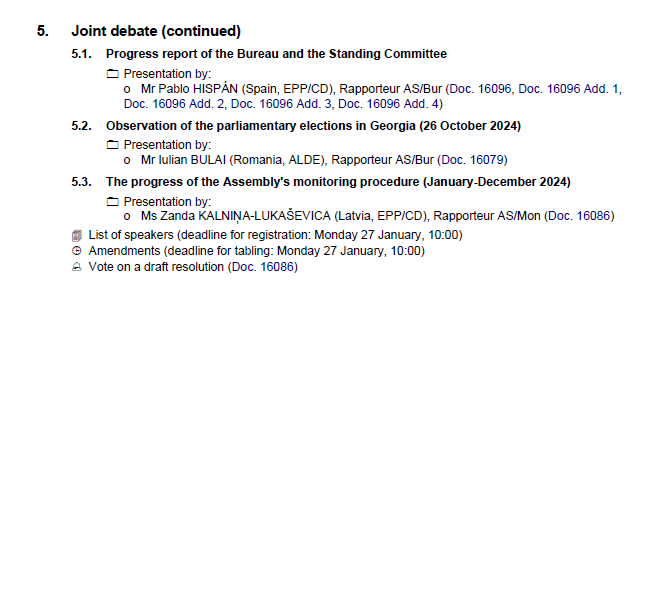 5. Joint debate (continued)
5.1. Progress report of the Bureau and the Standing Committee
Presentation by:
o Mr Pablo HISPÁN (Spain, EPP/CD), Rapporteur AS/Bur (Doc. 16096, Doc. 16096 Add. 1,
Doc. 16096 Add. 2, Doc. 16096 Add. 3, Doc. 16096 Add. 4)
5.2. Observation of the parliamentary elections in Georgia (26 October 2024)
Presentation by:
o Mr Iulian BULAI (Romania, ALDE), Rapporteur AS/Bur (Doc. 16079)
5.3. The progress of the Assembly's monitoring procedure (January-December 2024)
Presentation by:
o Ms Zanda KALNIŅA-LUKAŠEVICA (Latvia, EPP/CD), Rapporteur AS/Mon (Doc. 16086)
List of speakers (deadline for registration: Monday 27 January, 10:00)
Amendments (deadline for tabling: Monday 27 January, 10:00)
Vote on a draft resolution (Doc. 16086)